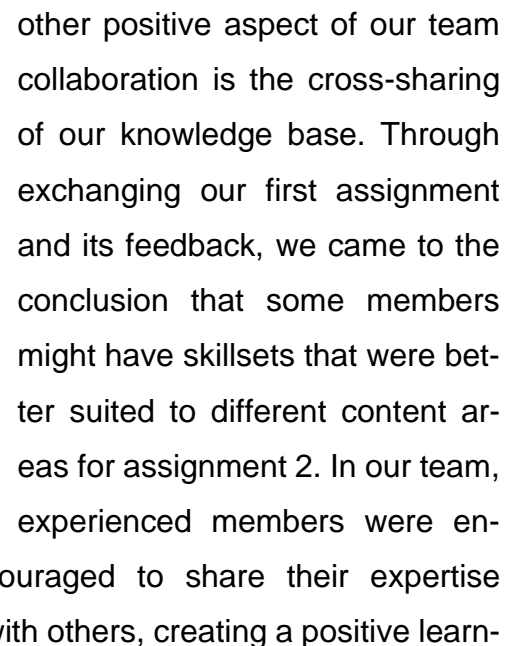 other positive aspect of our team
collaboration is the cross-sharing
of our knowledge base. Through
exchanging our first assignment
and its feedback, we came to the
conclusion that some members
might have skillsets that were bet-
ter suited to different content ar-
eas for assignment 2. In our team,
experienced members were en-
ouraged to share their expertise
with others, creating a positive learn-